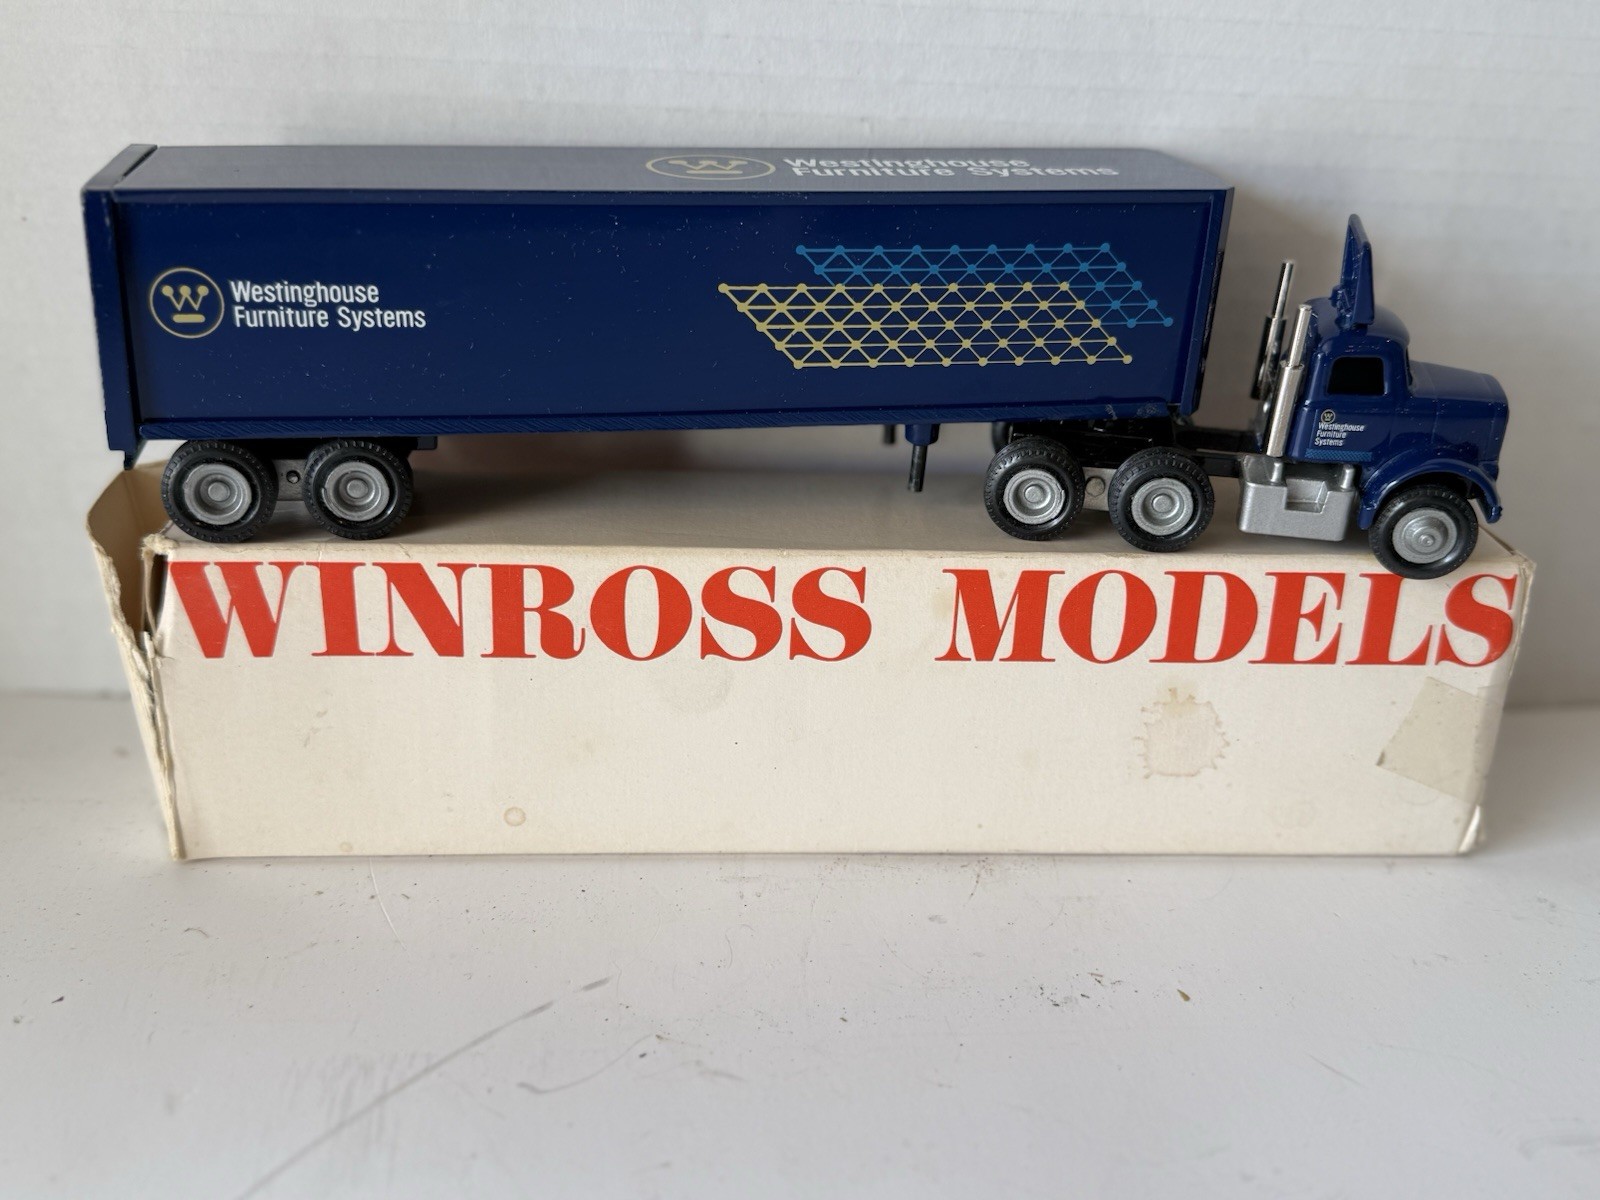 Westinghouse
Furniture Systems
Westinghouse
Furniture Systems
Westinghouse
Furniture
Systems
WINROSS MODELS